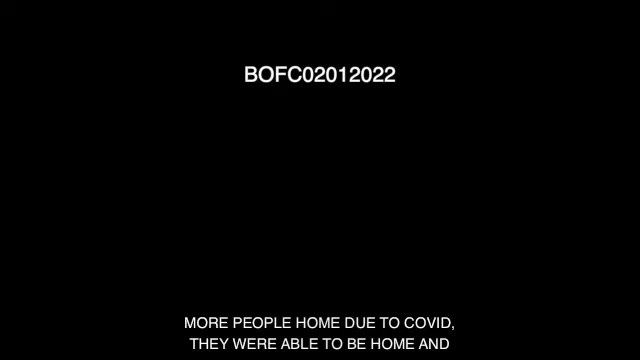 BOFC02012022
MORE PEOPLE HOME DUE TO COVID,
THEY WERE ABLE TO BE HOME AND